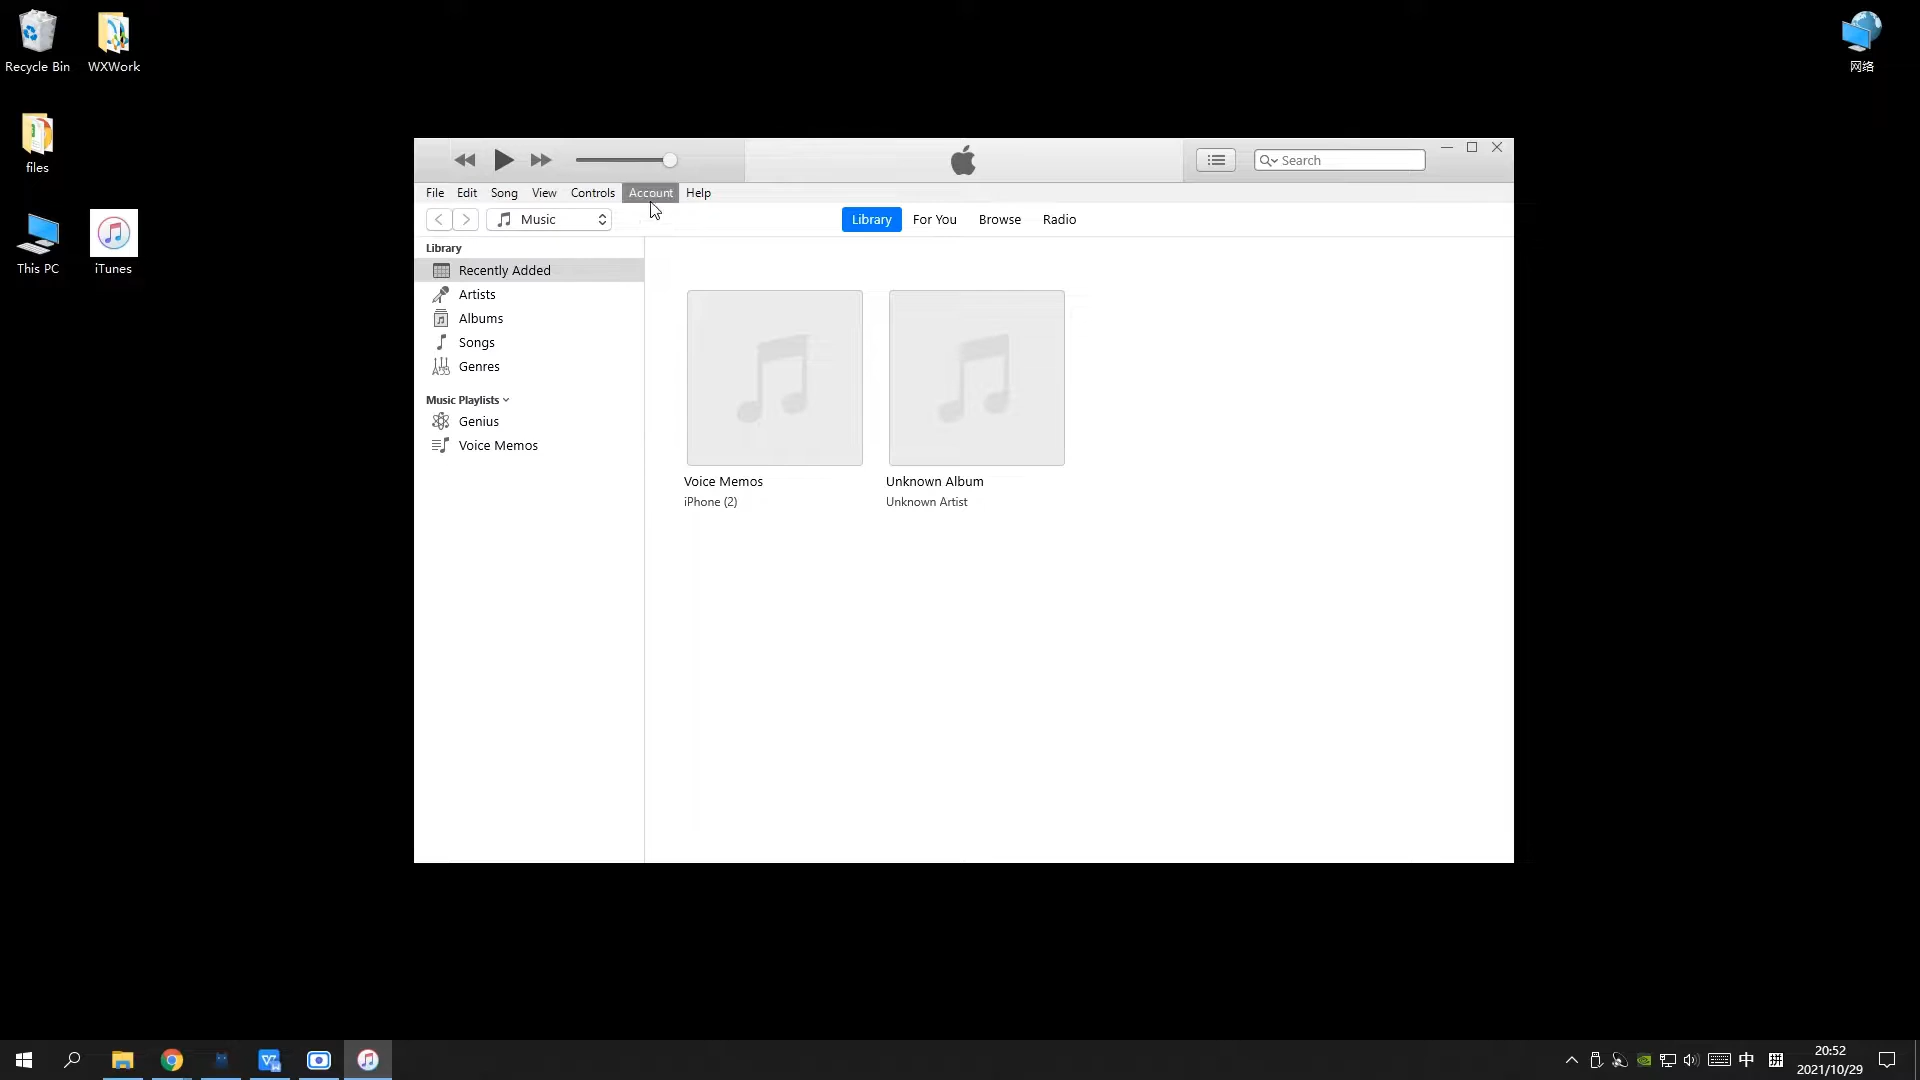 Recycle Bin
WXWork
网络
files
This PC
iTunes
Search
File Edit Song View Controls Account Help
Music
Library For You Browse Radio
Library
Recently Added
Artists
Albums
Songs
Genres
Music Playlists
Genius
Voice Memos
Voice Memos
iPhone (2)
Unknown Album
Unknown Artist
中
拼
20:52
2021/10/29